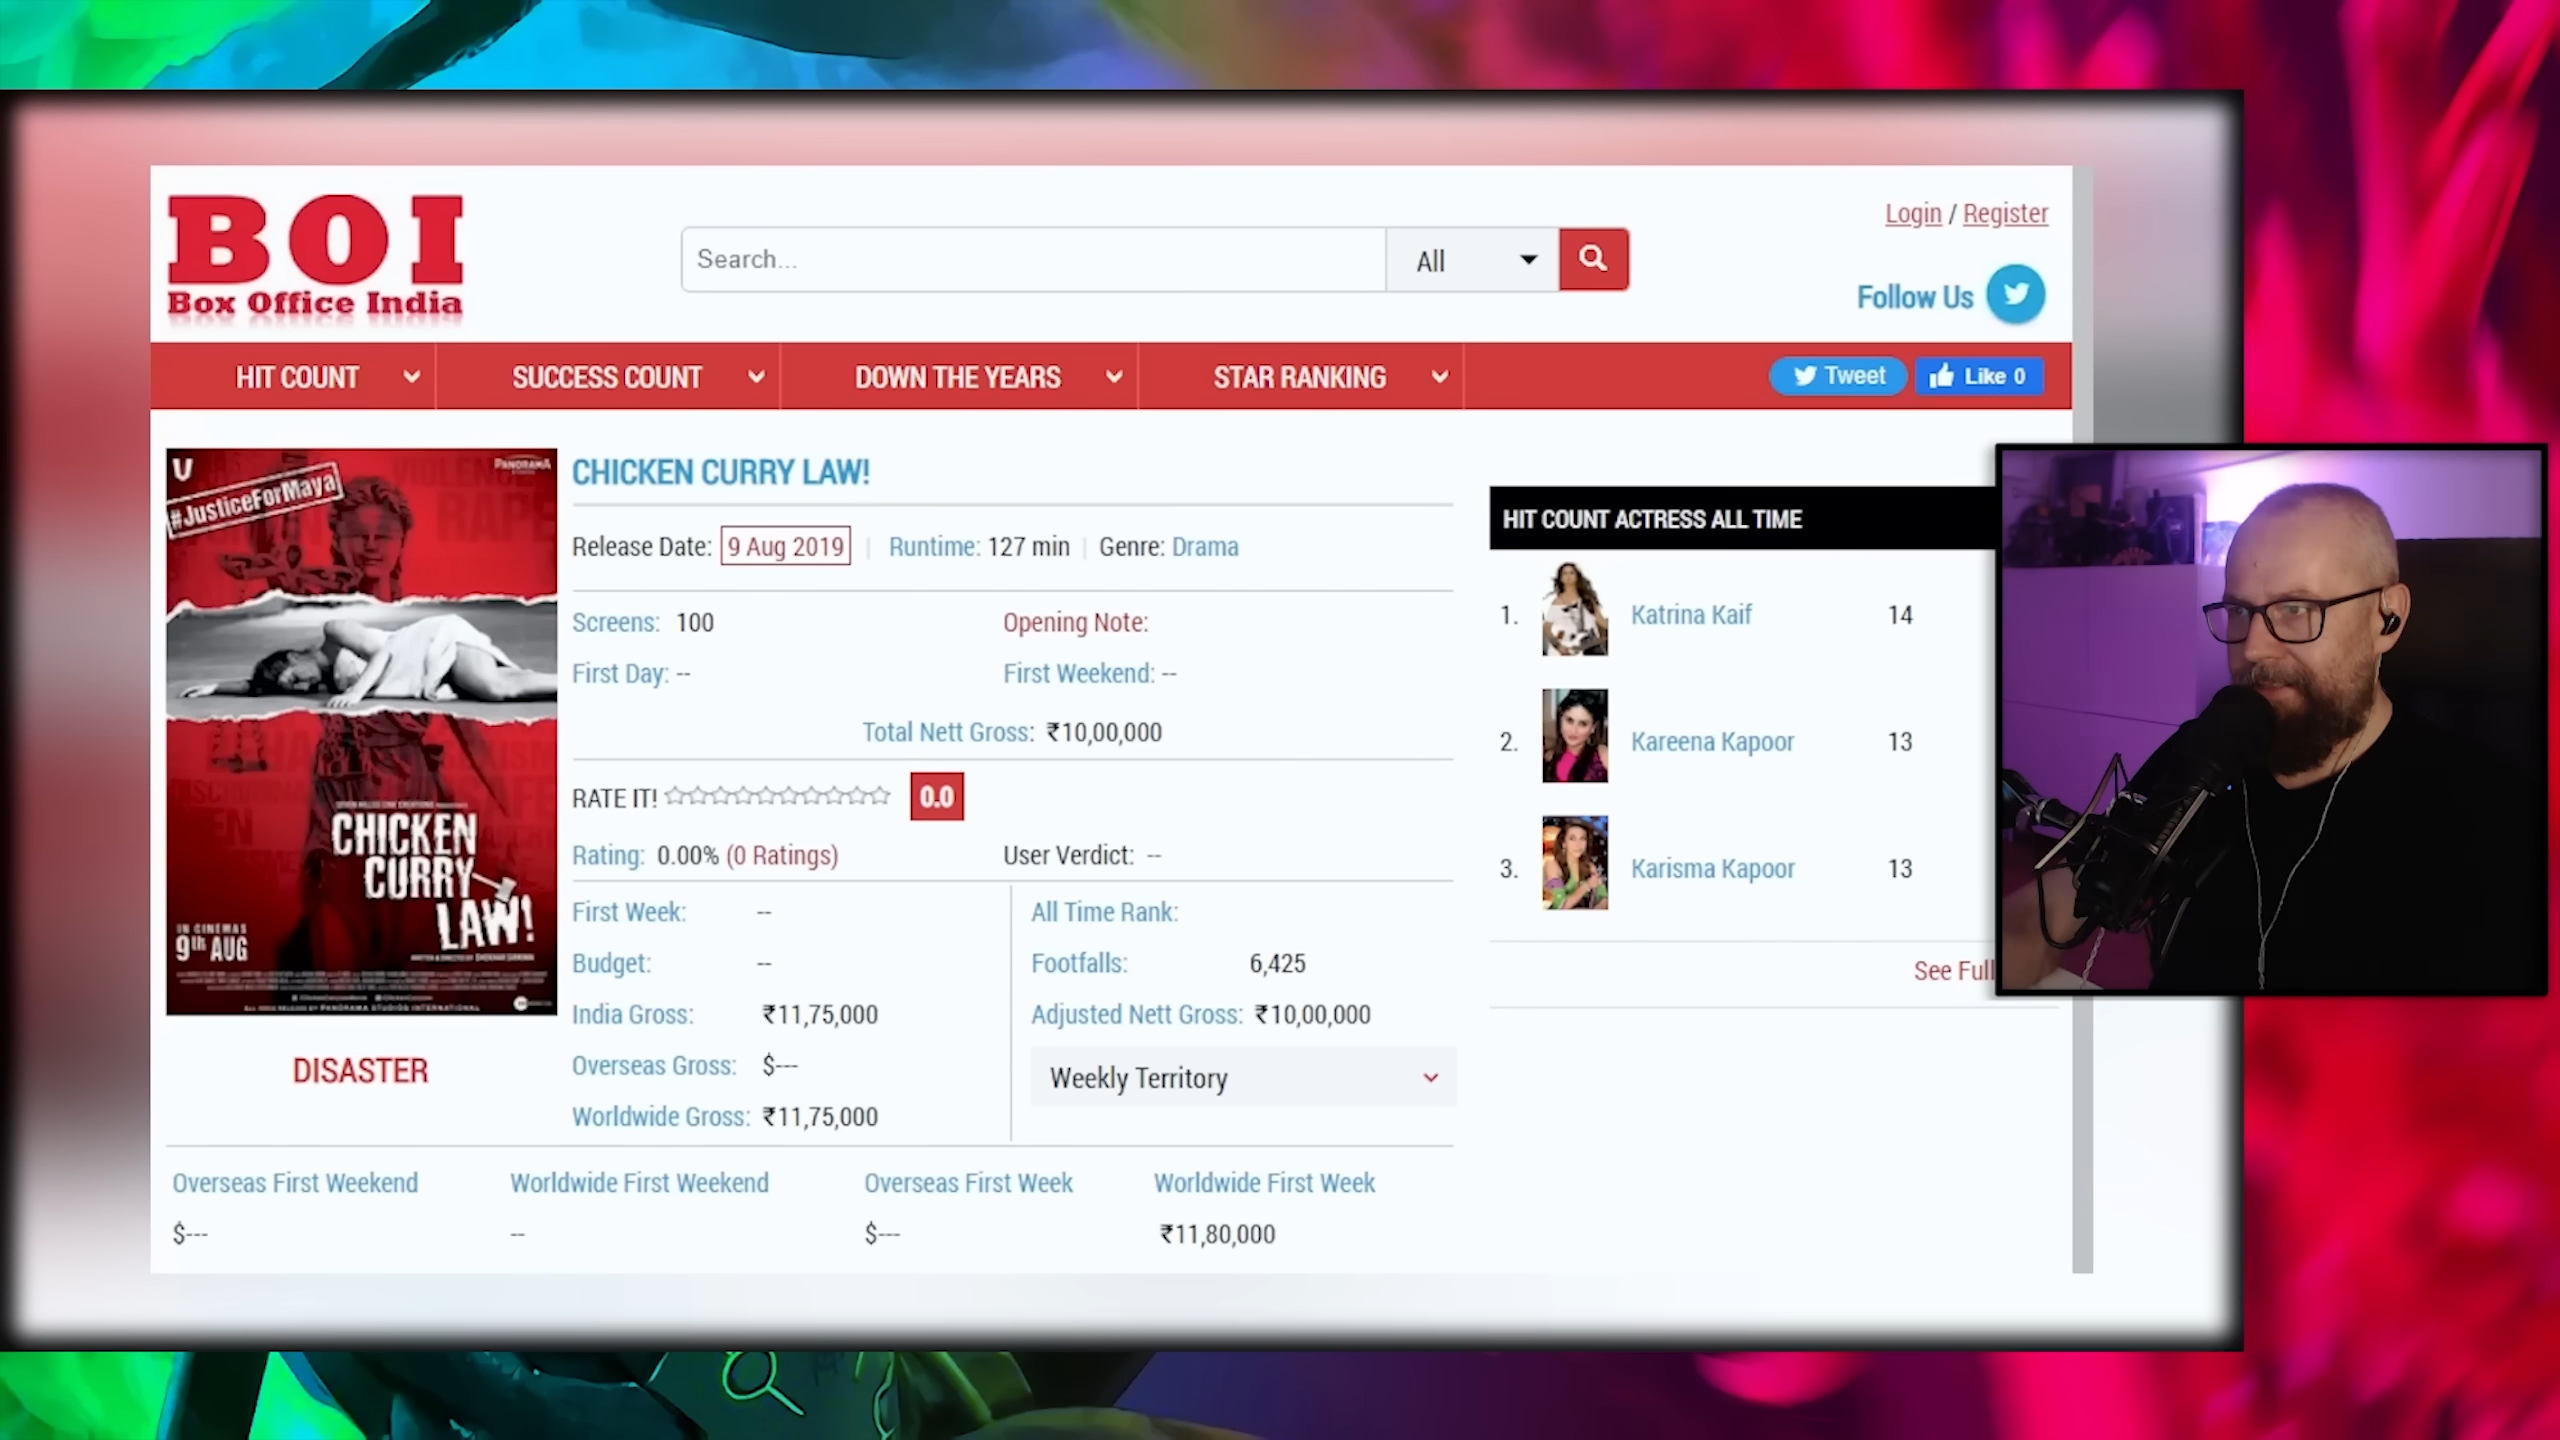 BOI
Box Office India
Search...
All
Login / Register
Follow Us
HIT COUNT
SUCCESS COUNT
DOWN THE YEARS
STAR RANKING
Tweet
Like 0
#JusticeForMaya
PANORAMA
VIOLENCE
RAPE
CHICKEN
CURRY
LAW!
IN CINEMAS
9th AUG
DISASTER
CHICKEN CURRY LAW!
Release Date: 9 Aug 2019 Runtime: 127 min Genre: Drama
Screens: 100 Opening Note:
First Day: -- First Weekend: --
Total Nett Gross: ₹10,00,000
RATE IT! 0.0
Rating: 0.00% (0 Ratings) User Verdict: --
First Week: --
Budget: --
India Gross: ₹11,75,000
Overseas Gross: $---
Worldwide Gross: ₹11,75,000
All Time Rank:
Footfalls: 6,425
Adjusted Nett Gross: ₹10,00,000
Weekly Territory
Overseas First Weekend Worldwide First Weekend Overseas First Week Worldwide First Week
$--- -- $--- ₹11,80,000
HIT COUNT ACTRESS ALL TIME
1. Katrina Kaif 14
2. Kareena Kapoor 13
3. Karisma Kapoor 13
See Full